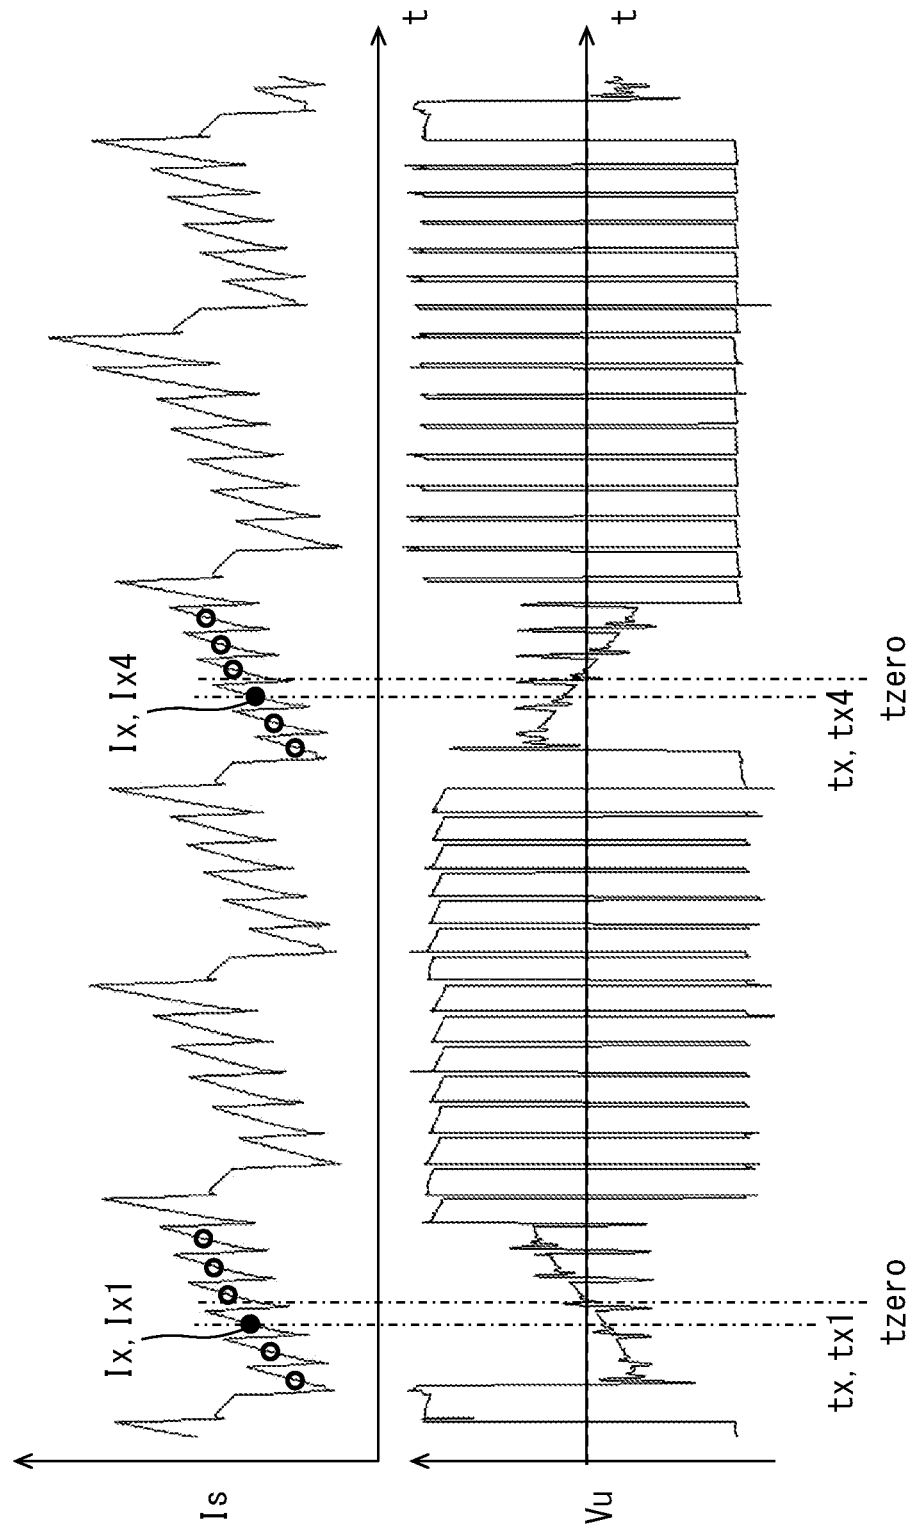 Is
Ix, Ix1
Ix, Ix4
t
Vu
t
tx, tx1
tzero
tx, tx4
tzero